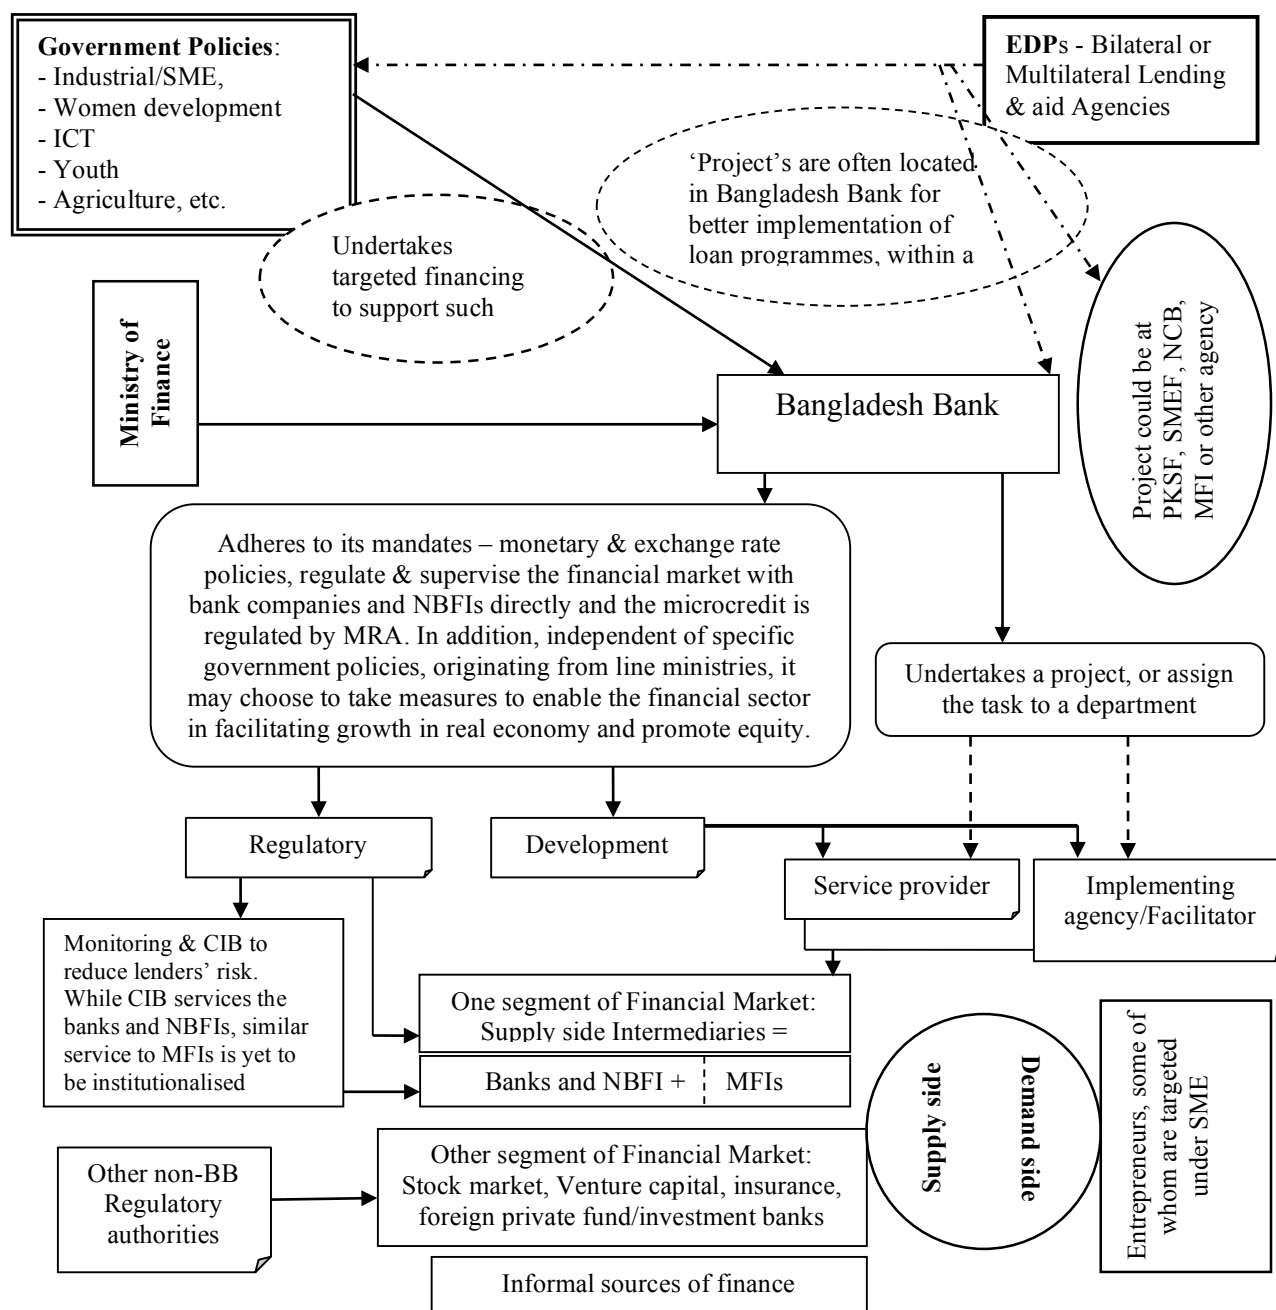 Government Policies:
- Industrial/SME,
- Women development
- ICT
- Youth
- Agriculture, etc.
EDPs - Bilateral or
Multilateral Lending
& aid Agencies
‘Project’s are often located
in Bangladesh Bank for
better implementation of
loan programmes, within a
Undertakes
targeted financing
to support such
Ministry of
Finance
Bangladesh Bank
Project could be at
PKSF, SMEF, NCB,
MFI or other agency
Adheres to its mandates – monetary & exchange rate
policies, regulate & supervise the financial market with
bank companies and NBFIs directly and the microcredit is
regulated by MRA. In addition, independent of specific
government policies, originating from line ministries, it
may choose to take measures to enable the financial sector
in facilitating growth in real economy and promote equity.
Undertakes a project, or assign
the task to a department
Regulatory
Development
Service provider
Implementing
agency/Facilitator
Monitoring & CIB to
reduce lenders’ risk.
While CIB services the
banks and NBFIs, similar
service to MFIs is yet to
be institutionalised
One segment of Financial Market:
Supply side Intermediaries =
Banks and NBFI + MFIs
Supply side
Demand side
Entrepreneurs, some of
whom are targeted
under SME
Other non-BB
Regulatory
authorities
Other segment of Financial Market:
Stock market, Venture capital, insurance,
foreign private fund/investment banks
Informal sources of finance